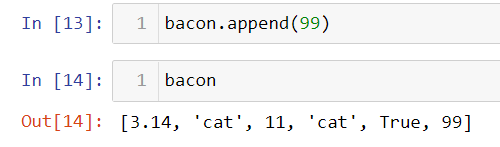 In [13]: 1 bacon.append(99)
In [14]: 1 bacon
Out[14]: [3.14, 'cat', 11, 'cat', True, 99]